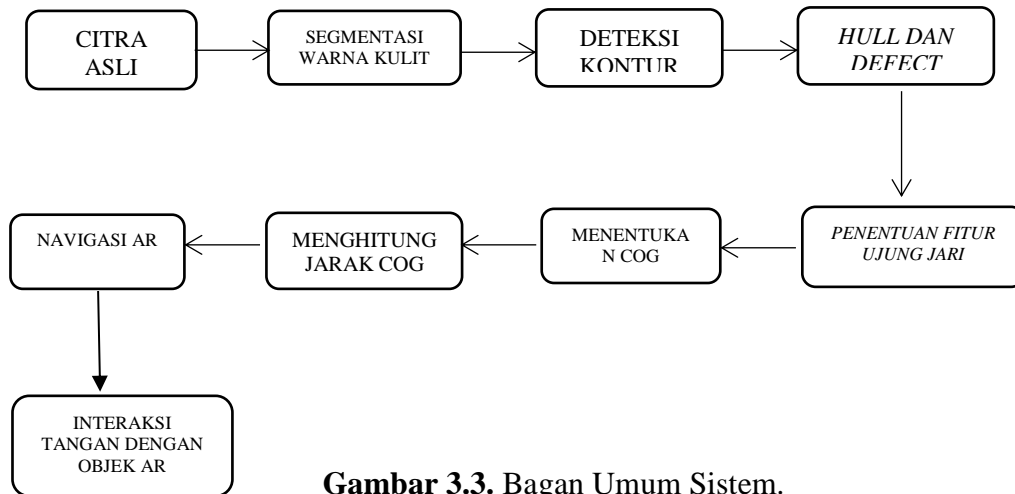 CITRA
ASLI
SEGMENTASI
WARNA KULIT
DETEKSI
KONTUR
HULL DAN
DEFECT
PENENTUAN FITUR
UJUNG JARI
MENENTUKA
N COG
MENGHITUNG
JARAK COG
NAVIGASI AR
INTERAKSI
TANGAN DENGAN
OBJEK AR
Gambar 3.3. Bagan Umum Sistem.